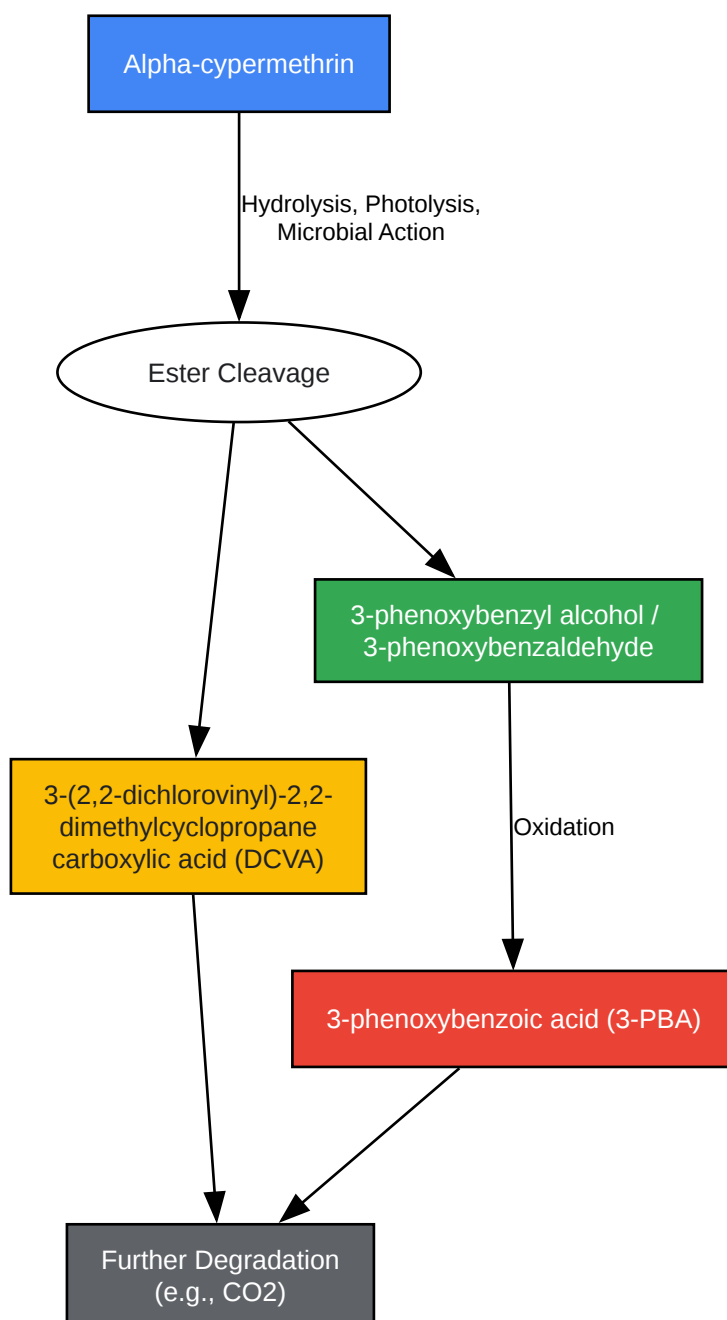 Alpha-cypermethrin
Hydrolysis, Photolysis,
Microbial Action
Ester Cleavage
3-phenoxybenzyl alcohol /
3-phenoxybenzaldehyde
3-(2,2-dichlorovinyl)-2,2-
dimethylcyclopropane
carboxylic acid (DCVA)
Oxidation
3-phenoxybenzoic acid (3-PBA)
Further Degradation
(e.g., CO2)